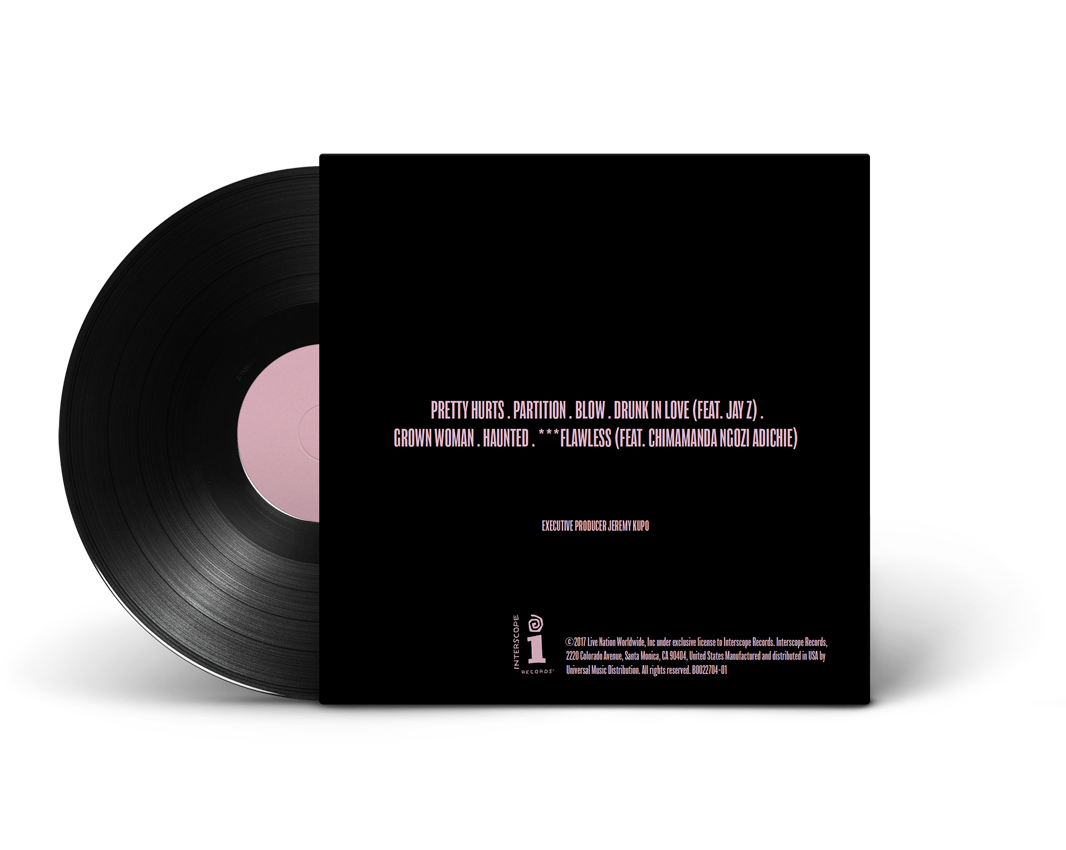 PRETTY HURTS . PARTITION . BLOW . DRUNK IN LOVE (FEAT. JAY Z) .
GROWN WOMAN . HAUNTED . ***FLAWLESS (FEAT. CHIMAMANDA NGOZI ADICHIE)
EXECUTIVE PRODUCER JEREMY KUPO
INTERSCOPE
i
RECORDS
©2017 Live Nation Worldwide, Inc under exclusive license to Interscope Records. Interscope Records,
2220 Colorado Avenue, Santa Monica, CA 90404, United States Manufactured and distributed in USA by
Universal Music Distribution. All rights reserved. B0022704-01